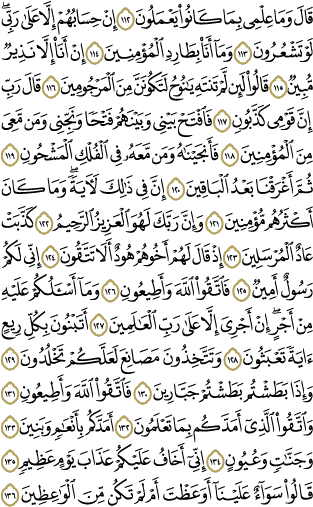 قَالَ وَمَا عِلْمِى بِمَا كَانُوا۟ يَعْمَلُونَ ١١٢ إِنْ حِسَابُهُمْ إِلَّا عَلَىٰ رَبِّى ۖ
لَوْ تَشْعُرُونَ ١١٣ وَمَآ أَنَا۠ بِطَارِدِ ٱلْمُؤْمِنِينَ ١١٤ إِنْ أَنَا۠ إِلَّا نَذِيرٌ
مُّبِينٌ ١١٥ قَالُوا۟ لَئِن لَّمْ تَنتَهِ يَـٰنُوحُ لَتَكُونَنَّ مِنَ ٱلْمَرْجُومِينَ ١١٦ قَالَ رَبِّ
إِنَّ قَوْمِى كَذَّبُونِ ١١٧ فَٱفْتَحْ بَيْنِى وَبَيْنَهُمْ فَتْحًا وَنَجِّنِى وَمَن مَّعِىَ
مِنَ ٱلْمُؤْمِنِينَ ١١٨ فَأَنجَيْنَـٰهُ وَمَن مَّعَهُۥ فِى ٱلْفُلْكِ ٱلْمَشْحُونِ ١١٩
ثُمَّ أَغْرَقْنَا بَعْدُ ٱلْبَاقِينَ ١٢٠ إِنَّ فِى ذَٰلِكَ لَـَٔايَةً ۖ وَمَا كَانَ
أَكْثَرُهُم مُّؤْمِنِينَ ١٢١ وَإِنَّ رَبَّكَ لَهُوَ ٱلْعَزِيزُ ٱلرَّحِيمُ ١٢٢ كَذَّبَتْ
عَادٌ ٱلْمُرْسَلِينَ ١٢٣ إِذْ قَالَ لَهُمْ أَخُوهُمْ هُودٌ أَلَا تَتَّقُونَ ١٢٤ إِنِّى لَكُمْ
رَسُولٌ أَمِينٌ ١٢٥ فَٱتَّقُوا۟ ٱللَّهَ وَأَطِيعُونِ ١٢٦ وَمَآ أَسْـَٔلُكُمْ عَلَيْهِ
مِنْ أَجْرٍ ۖ إِنْ أَجْرِىَ إِلَّا عَلَىٰ رَبِّ ٱلْعَـٰلَمِينَ ١٢٧ أَتَبْنُونَ بِكُلِّ رِيعٍ
ءَايَةً تَعْبَثُونَ ١٢٨ وَتَتَّخِذُونَ مَصَانِعَ لَعَلَّكُمْ تَخْلُدُونَ ١٢٩
وَإِذَا بَطَشْتُم بَطَشْتُمْ جَبَّارِينَ ١٣٠ فَٱتَّقُوا۟ ٱللَّهَ وَأَطِيعُونِ ١٣١
وَٱتَّقُوا۟ ٱلَّذِىٓ أَمَدَّكُم بِمَا تَعْلَمُونَ ١٣٢ أَمَدَّكُم بِأَنْعَـٰمٍ وَبَنِينَ ١٣٣
وَجَنَّـٰتٍ وَعُيُونٍ ١٣٤ إِنِّىٓ أَخَافُ عَلَيْكُمْ عَذَابَ يَوْمٍ عَظِيمٍ ١٣٥
قَالُوا۟ سَوَآءٌ عَلَيْنَآ أَوَعَظْتَ أَمْ لَمْ تَكُن مِّنَ ٱلْوَٰعِظِينَ ١٣٦